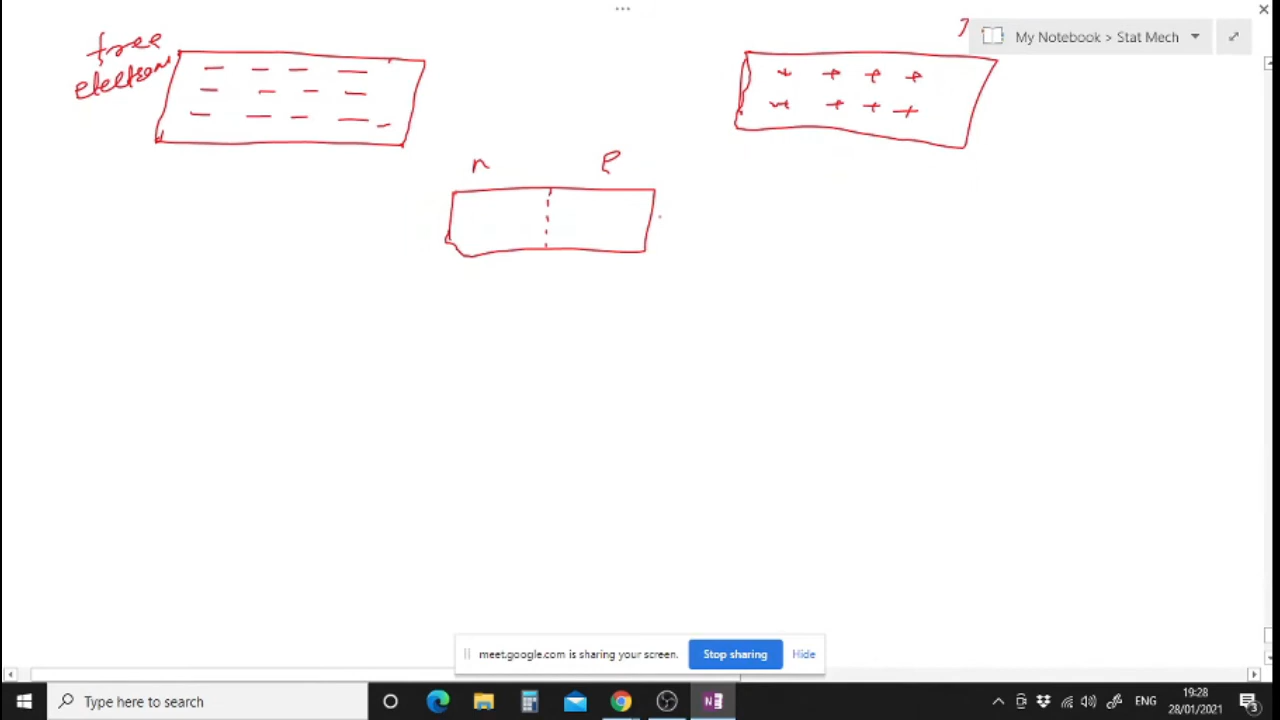 free
electrons
My Notebook > Stat Mech
n
p
meet.google.com is sharing your screen.
Stop sharing
Hide
Type here to search
ENG
19:28
28/01/2021
3